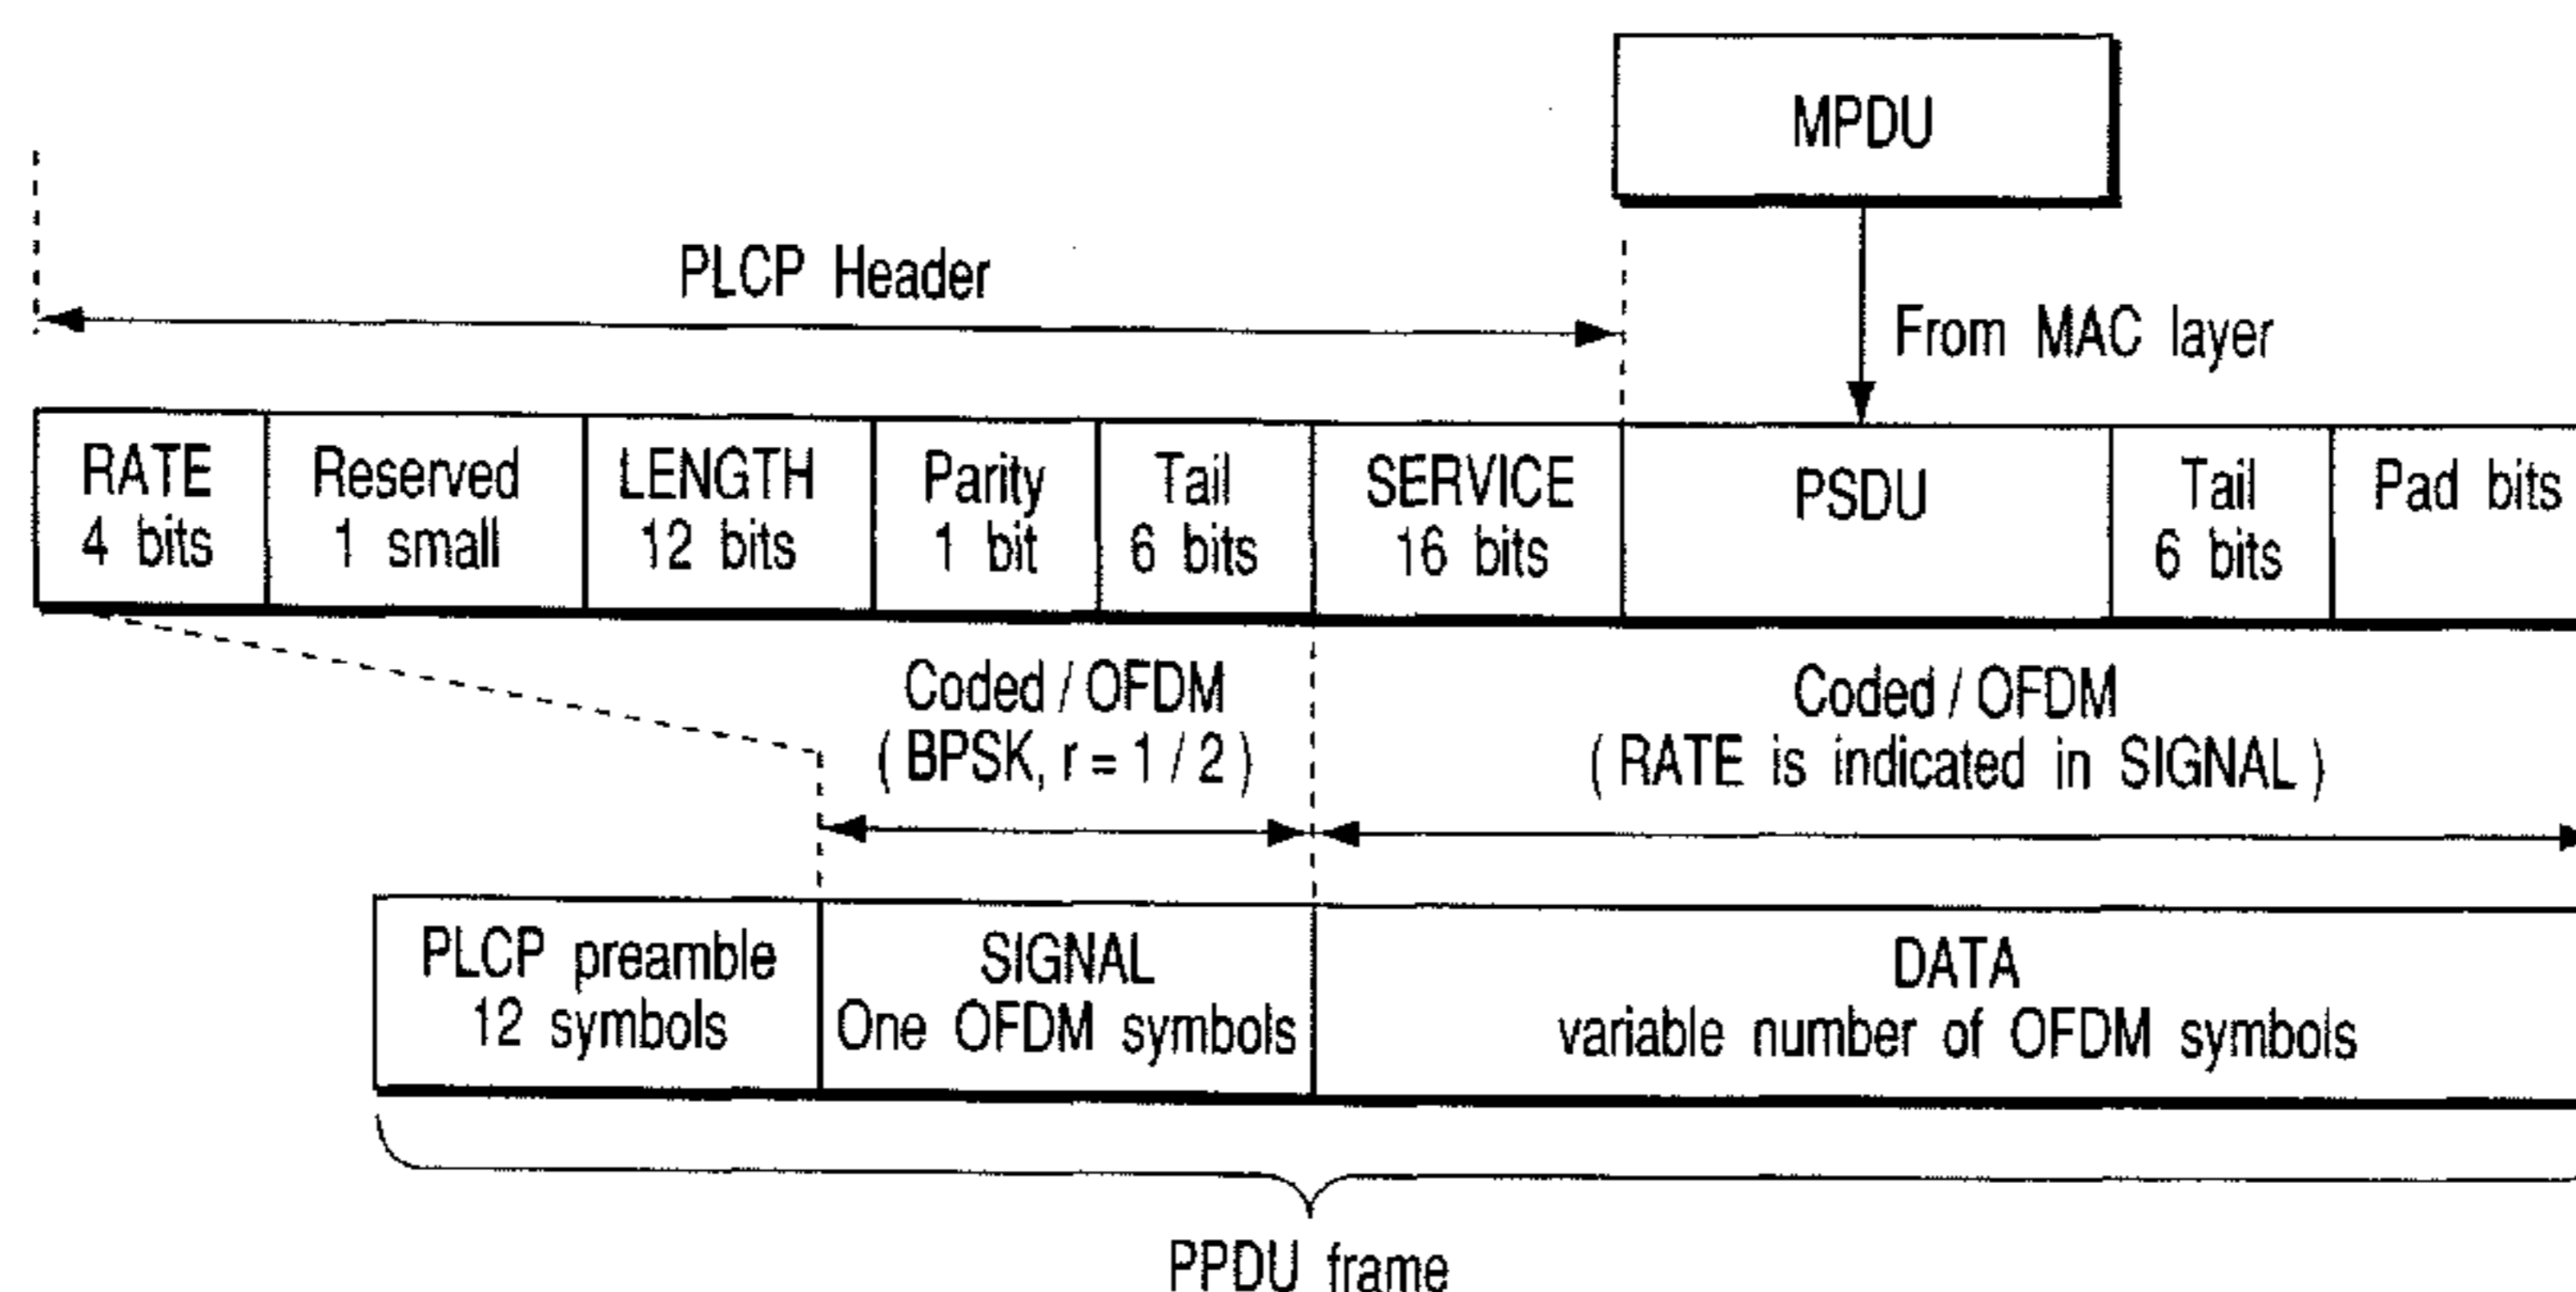 MPDU
PLCP Header
From MAC layer
RATE
4 bits
Reserved
1 small
LENGTH
12 bits
Parity
1 bit
Tail
6 bits
SERVICE
16 bits
PSDU
Tail
6 bits
Pad bits
Coded / OFDM
( BPSK, r = 1 / 2 )
Coded / OFDM
( RATE is indicated in SIGNAL )
PLCP preamble
12 symbols
SIGNAL
One OFDM symbols
DATA
variable number of OFDM symbols
PPDU frame